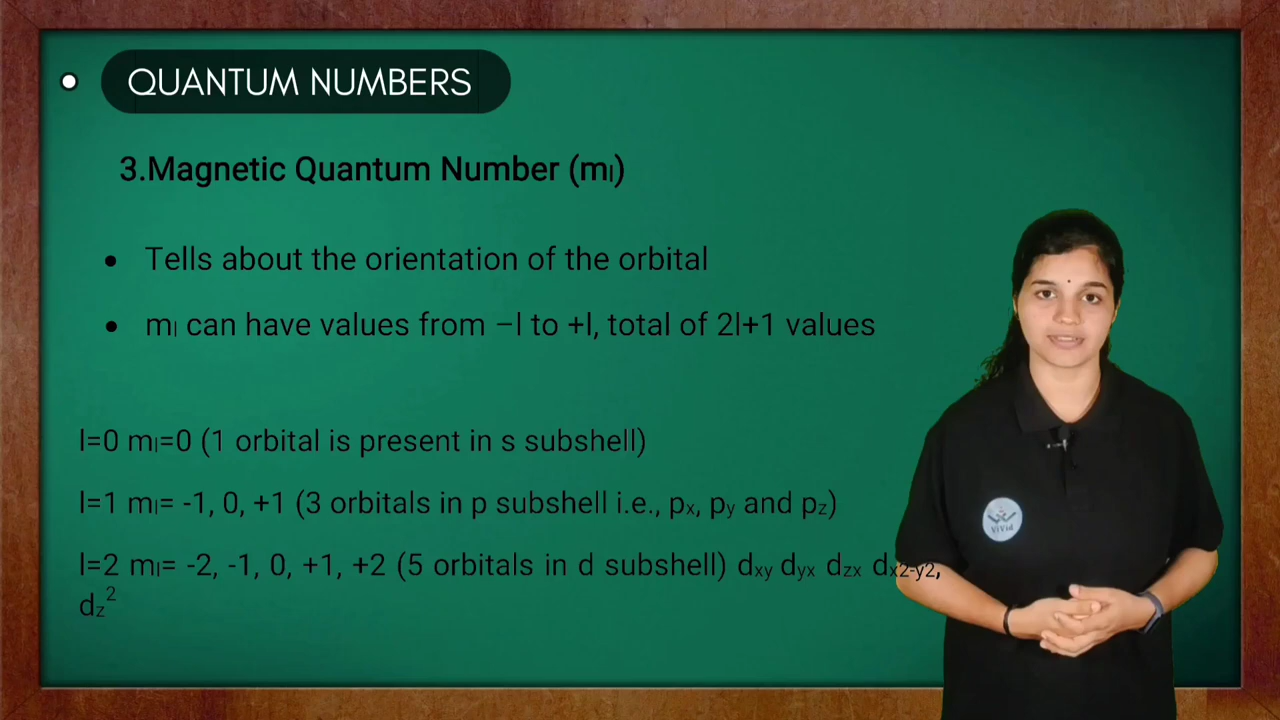 QUANTUM NUMBERS
3.Magnetic Quantum Number (mₗ)
• Tells about the orientation of the orbital
• mₗ can have values from –l to +l, total of 2l+1 values
l=0 mₗ=0 (1 orbital is present in s subshell)
l=1 mₗ= -1, 0, +1 (3 orbitals in p subshell i.e., pₓ, py and pz)
l=2 mₗ= -2, -1, 0, +1, +2 (5 orbitals in d subshell) dxy dyx dzx dx2-y2,
dz²
ViVid